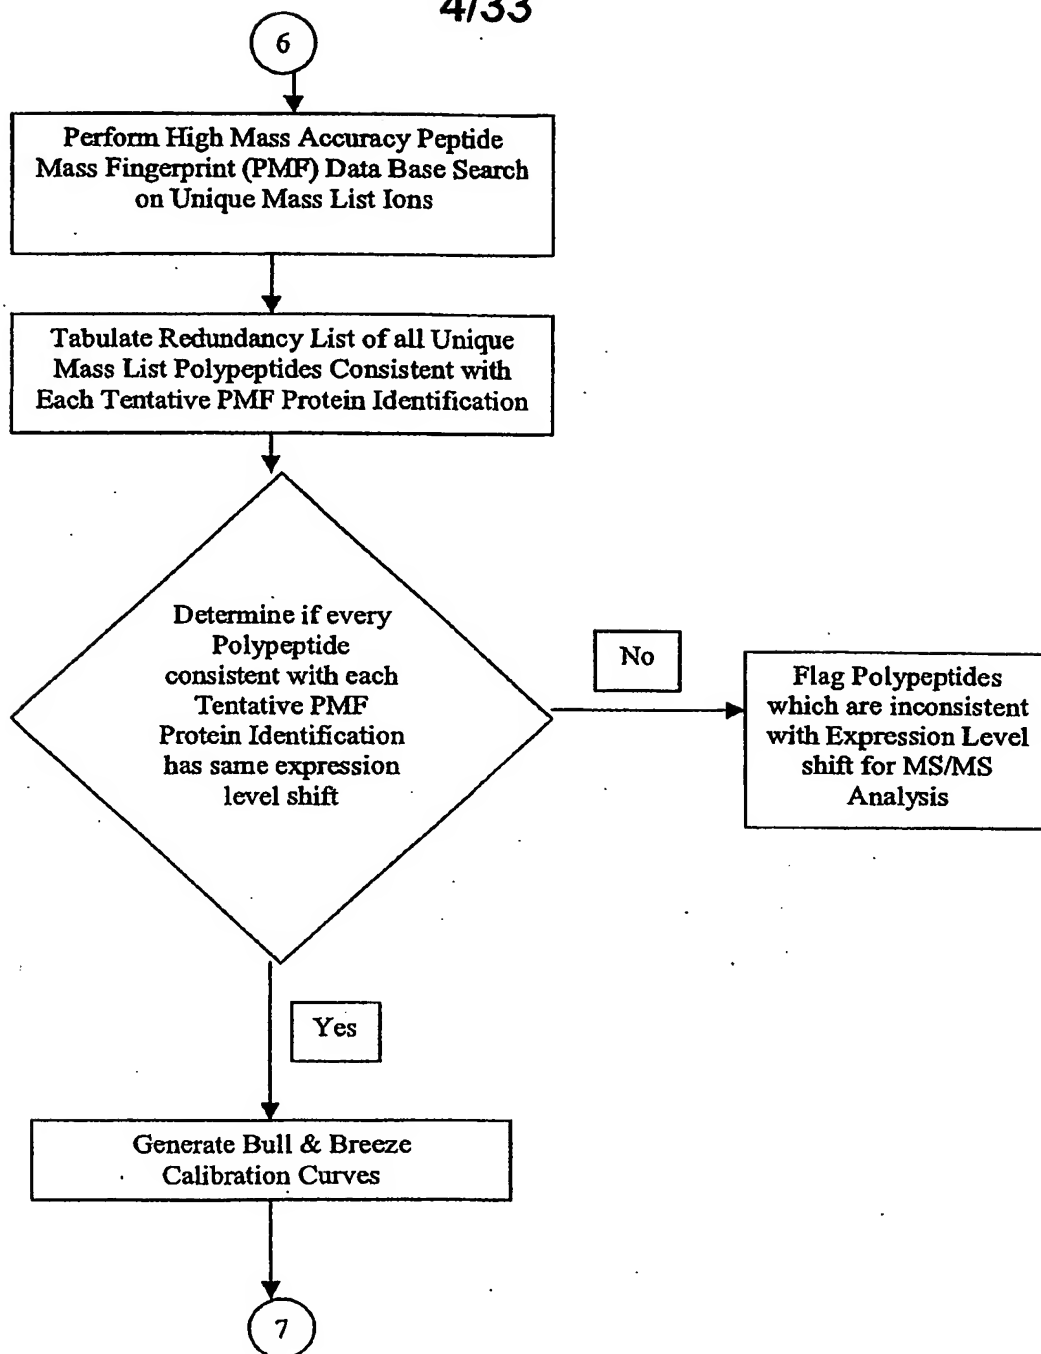 4/33
6
Perform High Mass Accuracy Peptide
Mass Fingerprint (PMF) Data Base Search
on Unique Mass List Ions
Tabulate Redundancy List of all Unique
Mass List Polypeptides Consistent with
Each Tentative PMF Protein Identification
Determine if every
Polypeptide
consistent with each
Tentative PMF
Protein Identification
has same expression
level shift
No
Flag Polypeptides
which are inconsistent
with Expression Level
shift for MS/MS
Analysis
Yes
Generate Bull & Breeze
Calibration Curves
7